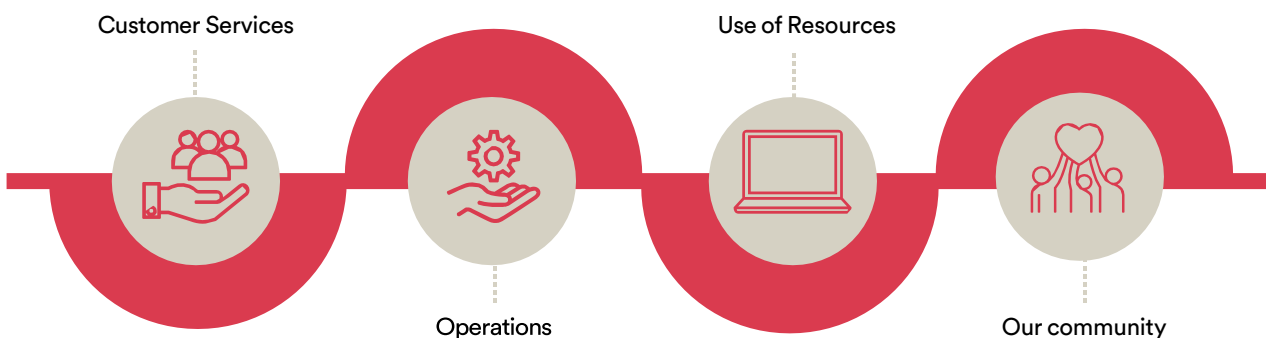 Customer Services
Use of Resources
Operations
Our community